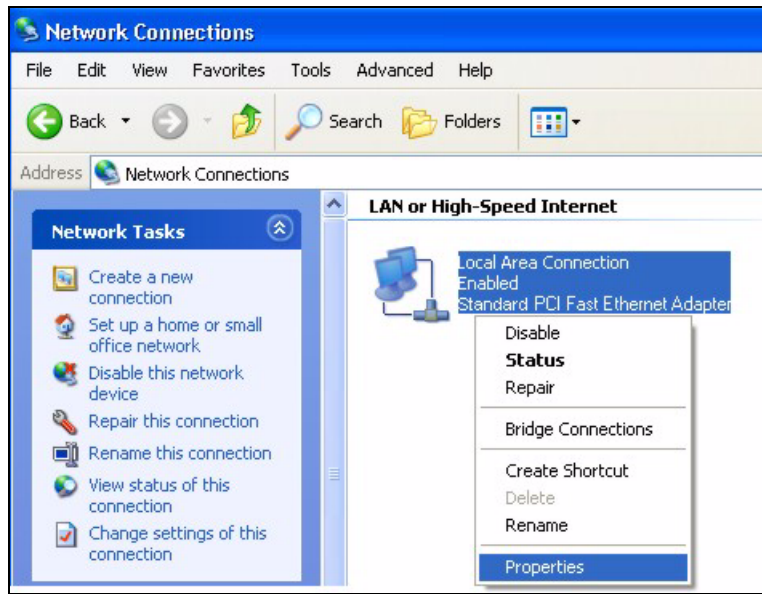 Network Connections
File Edit View Favorites Tools Advanced Help
Back Search Folders
Address Network Connections
Network Tasks
Create a new
connection
Set up a home or small
office network
Disable this network
device
Repair this connection
Rename this connection
View status of this
connection
Change settings of this
connection
LAN or High-Speed Internet
Local Area Connection
Enabled
Standard PCI Fast Ethernet Adapter
Disable
Status
Repair
Bridge Connections
Create Shortcut
Delete
Rename
Properties